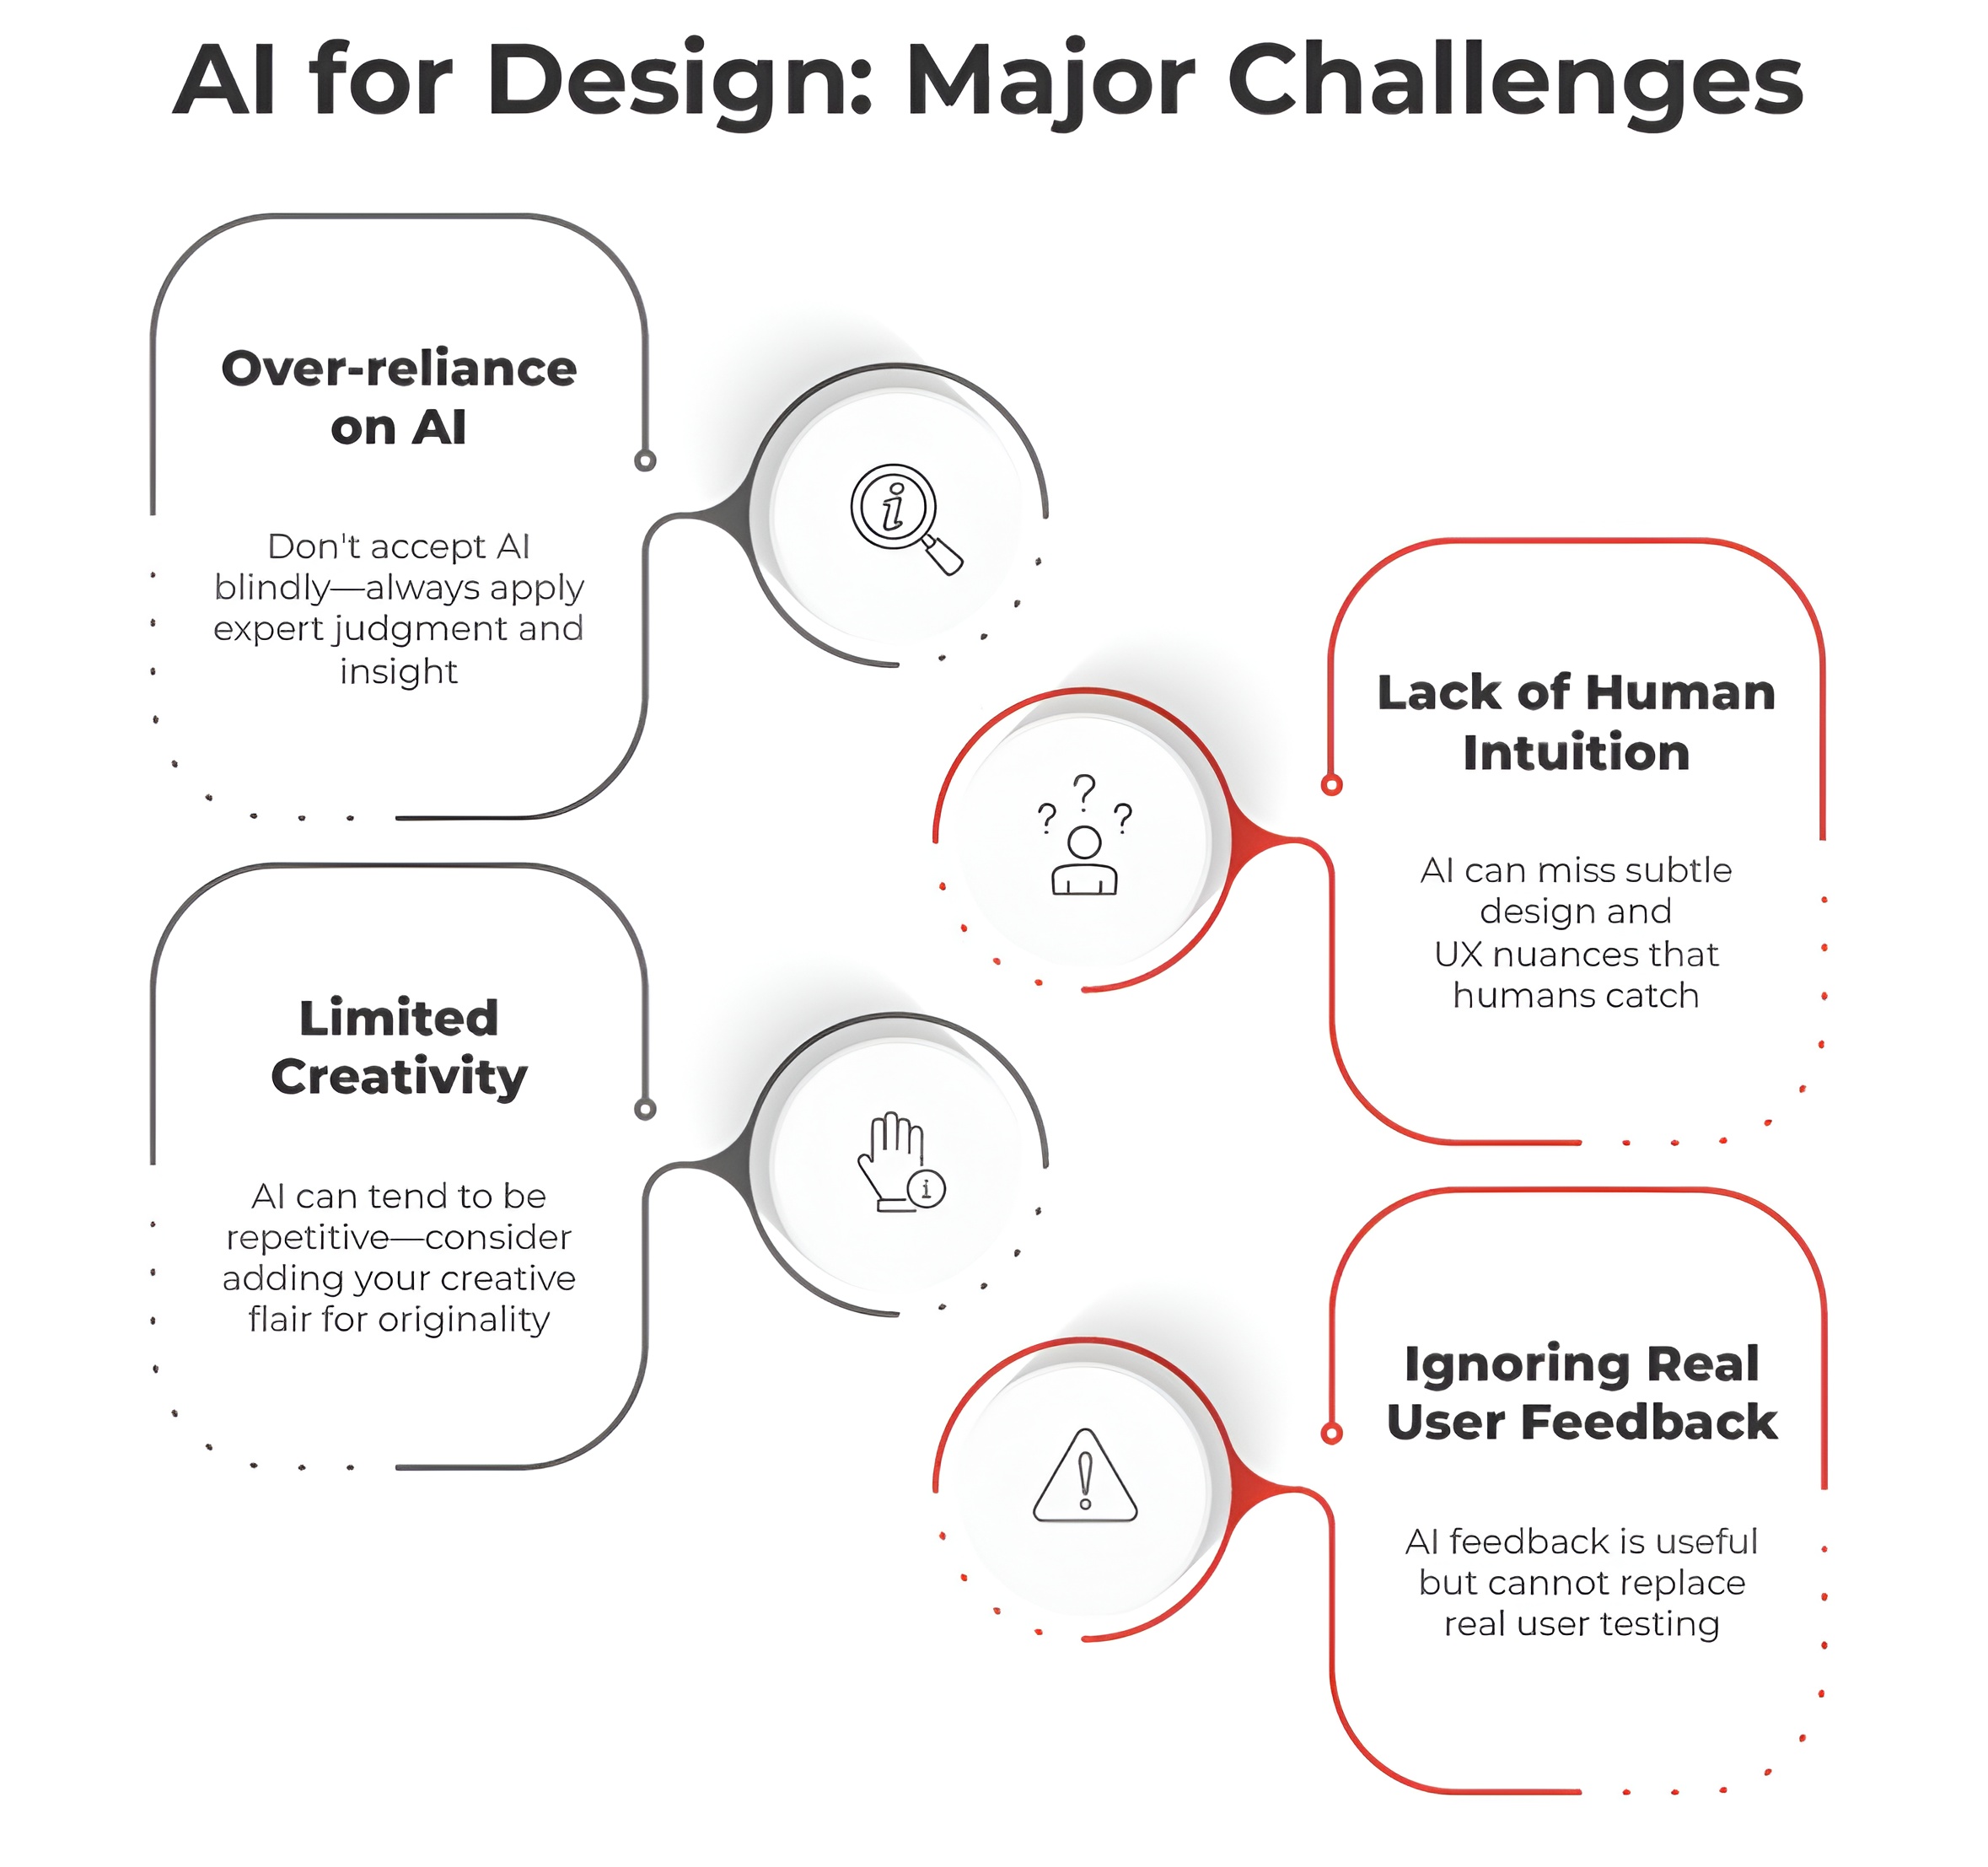 AI for Design: Major Challenges
Over-reliance
on AI
Don't accept AI
blindly—always apply
expert judgment and
insight
Lack of Human
Intuition
AI can miss subtle
design and
UX nuances that
humans catch
Limited
Creativity
AI can tend to be
repetitive—consider
adding your creative
flair for originality
Ignoring Real
User Feedback
AI feedback is useful
but cannot replace
real user testing